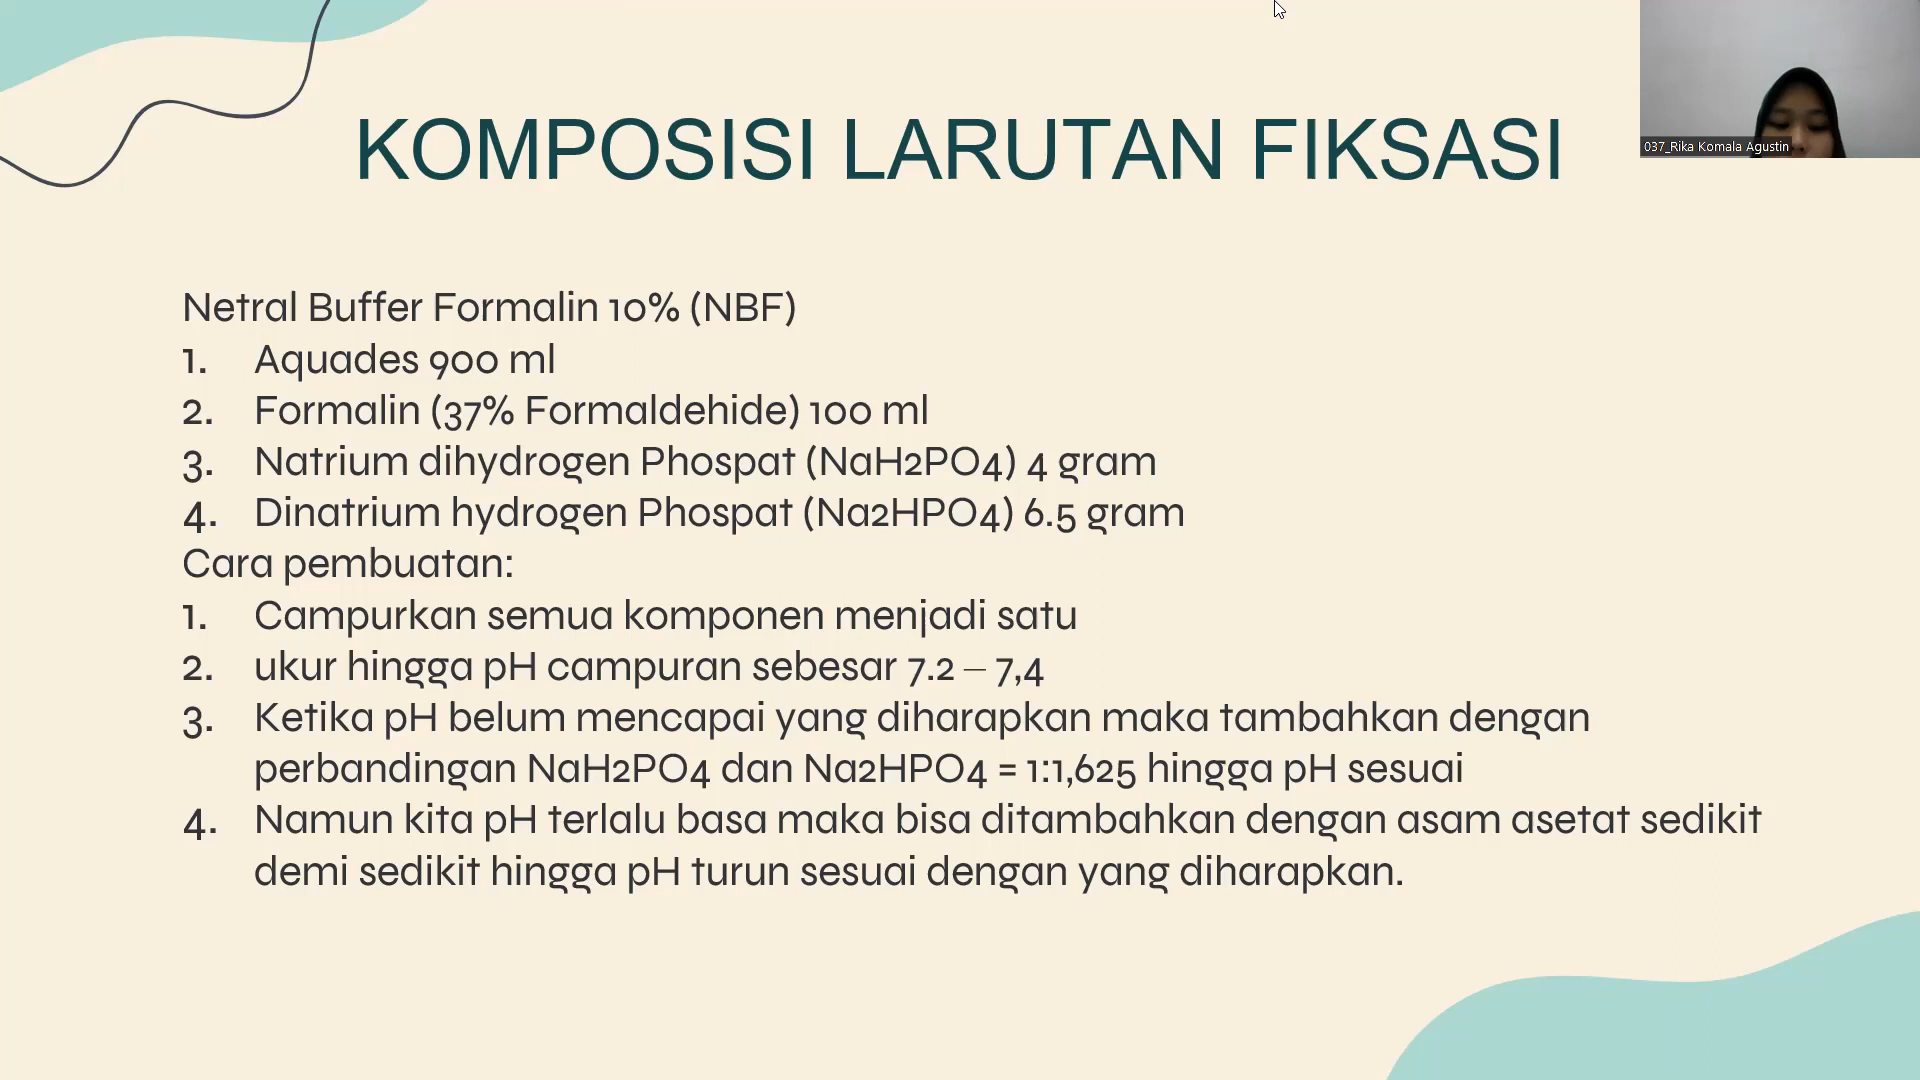 037_Rika Komala Agustin
KOMPOSISI LARUTAN FIKSASI
Netral Buffer Formalin 10% (NBF)
1. Aquades 900 ml
2. Formalin (37% Formaldehide) 100 ml
3. Natrium dihydrogen Phospat (NaH2PO4) 4 gram
4. Dinatrium hydrogen Phospat (Na2HPO4) 6.5 gram
Cara pembuatan:
1. Campurkan semua komponen menjadi satu
2. ukur hingga pH campuran sebesar 7.2 – 7,4
3. Ketika pH belum mencapai yang diharapkan maka tambahkan dengan
perbandingan NaH2PO4 dan Na2HPO4 = 1:1,625 hingga pH sesuai
4. Namun kita pH terlalu basa maka bisa ditambahkan dengan asam asetat sedikit
demi sedikit hingga pH turun sesuai dengan yang diharapkan.